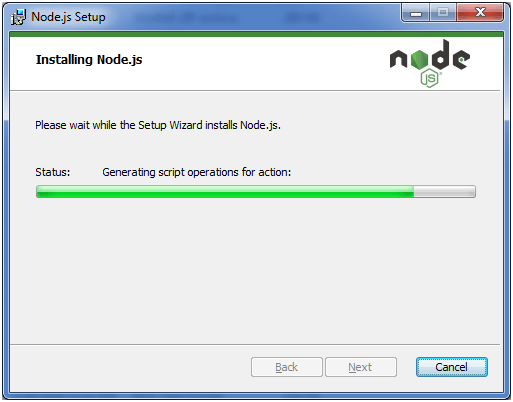 Node.js Setup
Installing Node.js
node
JS
Please wait while the Setup Wizard installs Node.js.
Status: Generating script operations for action:
Back Next Cancel